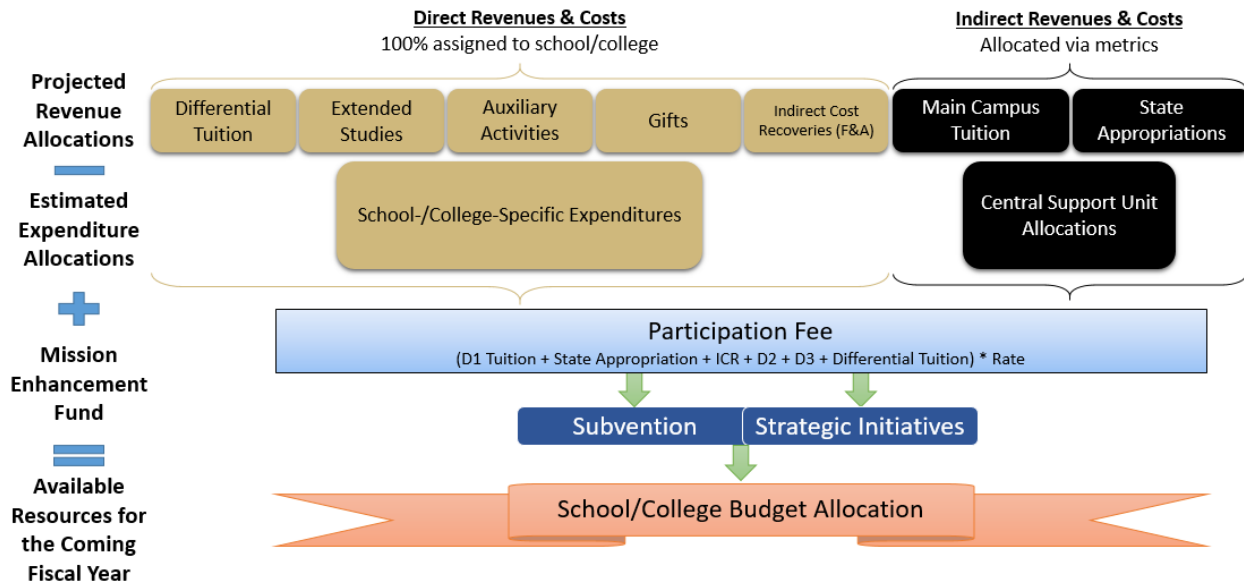 Direct Revenues & Costs
100% assigned to school/college
Indirect Revenues & Costs
Allocated via metrics
Projected
Revenue
Allocations
Differential
Tuition
Extended
Studies
Auxiliary
Activities
Gifts
Indirect Cost
Recoveries (F&A)
Main Campus
Tuition
State
Appropriations
Estimated
Expenditure
Allocations
School-/College-Specific Expenditures
Central Support Unit
Allocations
Mission
Enhancement
Fund
Participation Fee
(D1 Tuition + State Appropriation + ICR + D2 + D3 + Differential Tuition) * Rate
Subvention
Strategic Initiatives
Available
Resources for
the Coming
Fiscal Year
School/College Budget Allocation